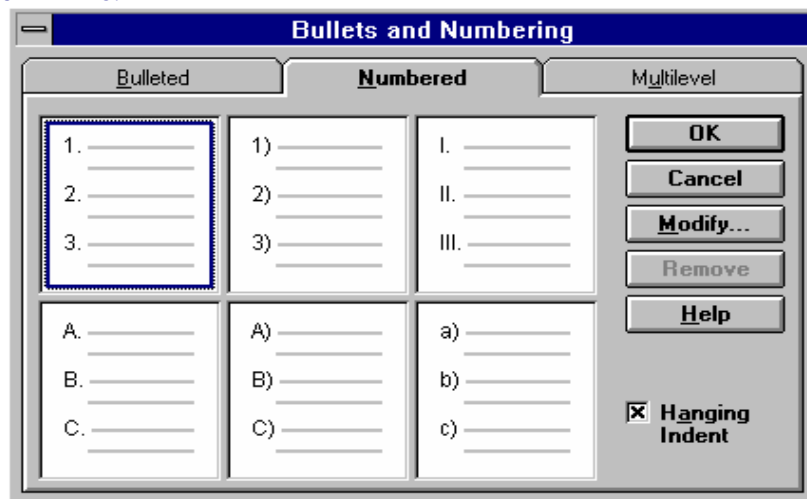 Bullets and Numbering
Bulleted
Numbered
Multilevel
1.
2.
3.
1)
2)
3)
I.
II.
III.
A.
B.
C.
A)
B)
C)
a)
b)
c)
OK
Cancel
Modify...
Remove
Help
Hanging
Indent